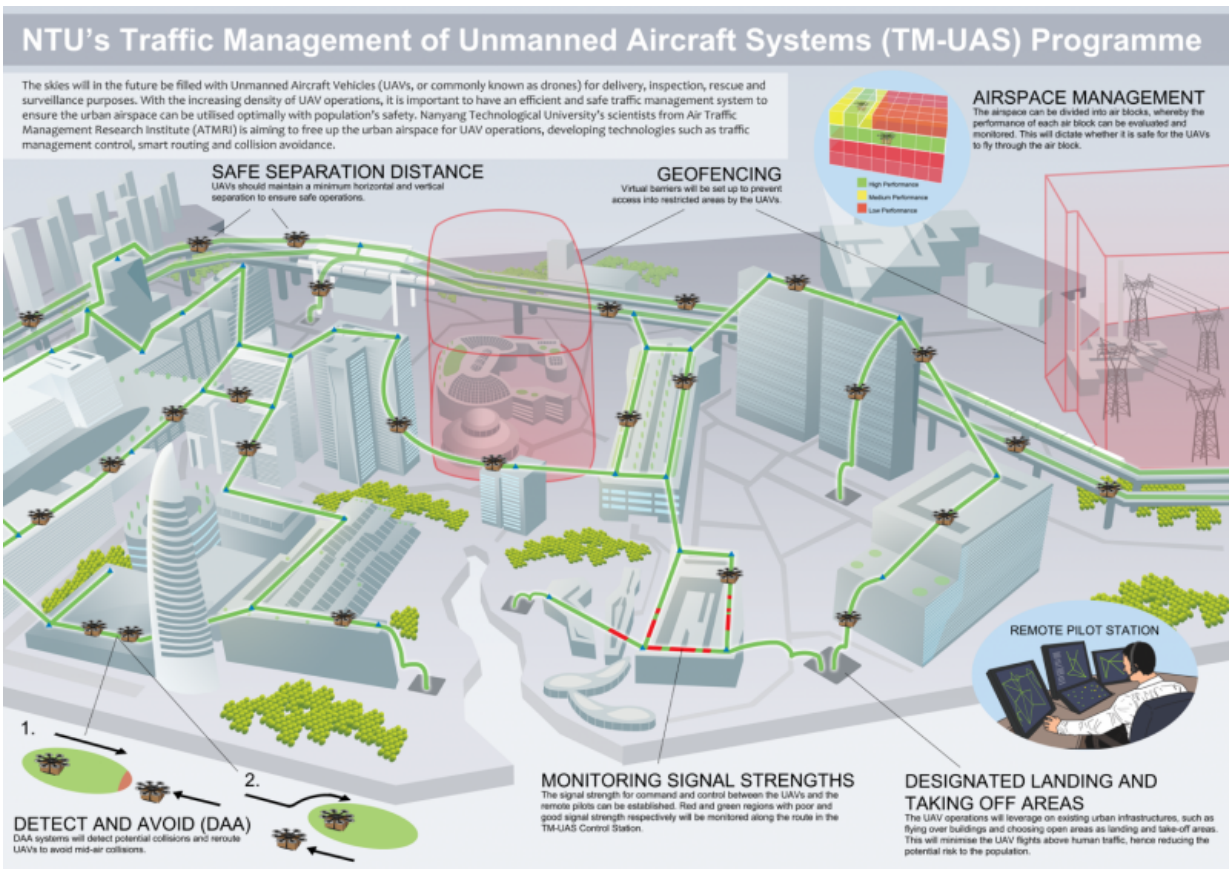 NTU's Traffic Management of Unmanned Aircraft Systems (TM-UAS) Programme
The skies will in the future be filled with Unmanned Aircraft Vehicles (UAVs, or commonly known as drones) for delivery, inspection, rescue and
surveillance purposes. With the increasing density of UAV operations, it is important to have an efficient and safe traffic management system to
ensure the urban airspace can be utilised optimally with population's safety. Nanyang Technological University's scientists from Air Traffic
Management Research Institute (ATMRI) is aiming to free up the urban airspace for UAV operations, developing technologies such as traffic
management control, smart routing and collision avoidance.
AIRSPACE MANAGEMENT
The airspace can be divided into air blocks, whereby the
performance of each air block can be evaluated and
monitored. This will dictate whether it is safe for the UAVs
to fly through the air block.
High Performance
Medium Performance
Low Performance
SAFE SEPARATION DISTANCE
UAVs should maintain a minimum horizontal and vertical
separation to ensure safe operations.
GEOFENCING
Virtual barriers will be set up to prevent
access into restricted areas by the UAVs.
REMOTE PILOT STATION
1.
2.
DETECT AND AVOID (DAA)
DAA systems will detect potential collisions and reroute
UAVs to avoid mid-air collisions.
MONITORING SIGNAL STRENGTHS
The signal strength for command and control between the UAVs and the
remote pilots can be established. Red and green regions with poor and
good signal strength respectively will be monitored along the route in the
TM-UAS Control Station.
DESIGNATED LANDING AND
TAKING OFF AREAS
The UAV operations will leverage on existing urban infrastructures, such as
flying over buildings and choosing open areas as landing and take-off areas.
This will minimise the UAV flights above human traffic, hence reducing the
potential risk to the population.